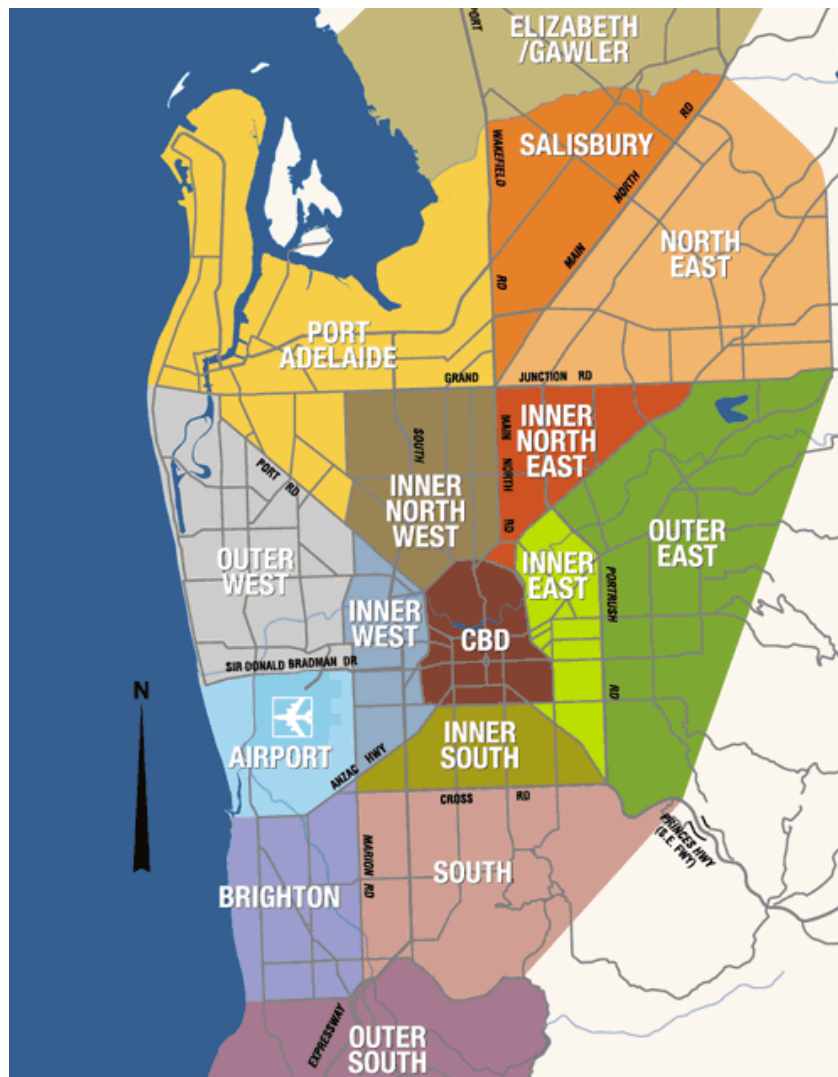 ELIZABETH
/GAWLER
PORT
WAKEFIELD
RD
SALISBURY
MAIN
NORTH
RD
NORTH
EAST
PORT
ADELAIDE
GRAND
JUNCTION RD
SOUTH
MAIN
NORTH
RD
INNER
NORTH
EAST
PORT RD
INNER
NORTH
WEST
OUTER
WEST
INNER
EAST
OUTER
EAST
PORTRUSH
RD
INNER
WEST
CBD
SIR DONALD BRADMAN DR
N
AIRPORT
ANZAC HWY
INNER
SOUTH
CROSS RD
PRINCES HWY
(S.E. FWY)
MARION
RD
BRIGHTON
SOUTH
EXPRESSWAY
OUTER
SOUTH